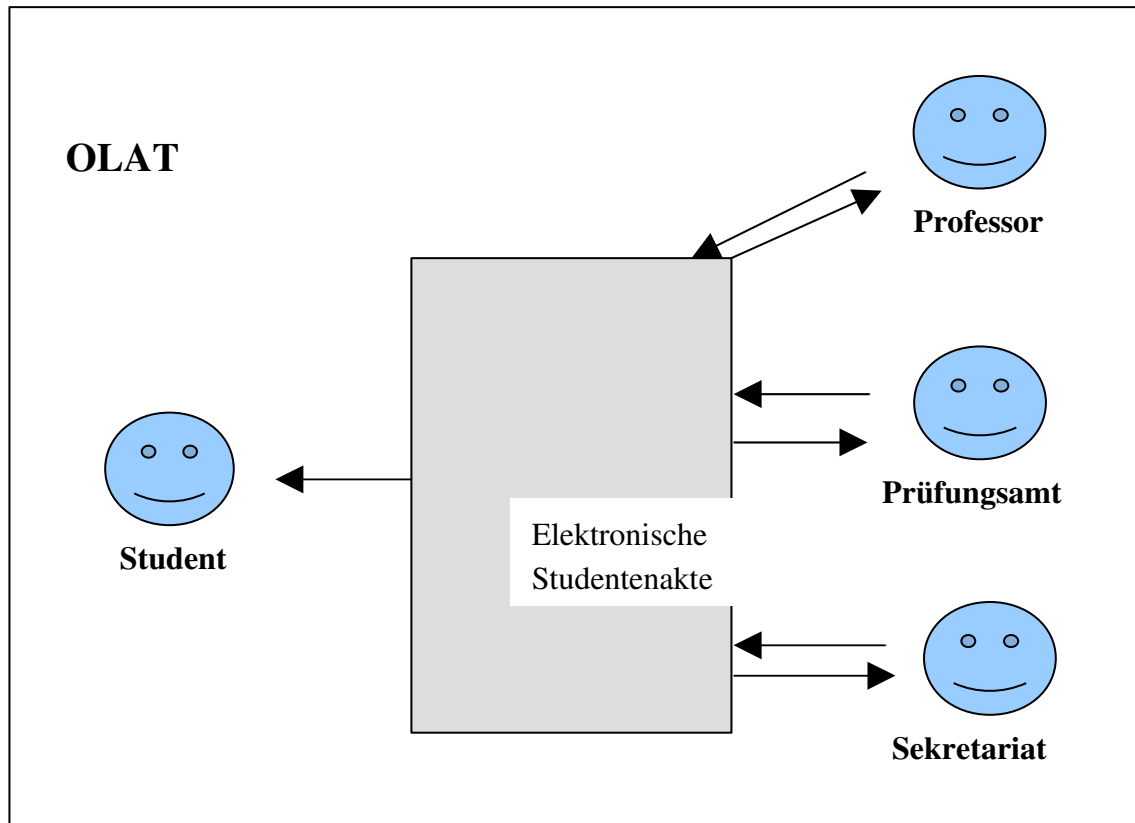 OLAT
Professor
Prüfungsamt
Student
Elektronische
Studentenakte
Sekretariat